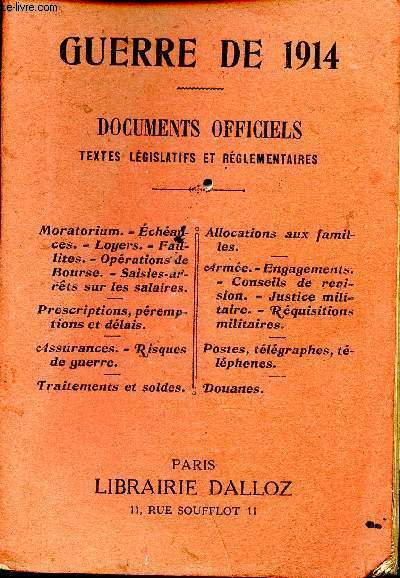 le-livre.com
GUERRE DE 1914
DOCUMENTS OFFICIELS
TEXTES LÉGISLATIFS ET RÉGLEMENTAIRES
Moratorium. - Échéan-
ces. - Loyers. - Fail-
lites. - Opérations de
Bourse. - Saisies-ar-
rêts sur les salaires.
Prescriptions, péremp-
tions et délais.
Assurances. - Risques
de guerre.
Traitements et soldes.
Allocations aux famil-
les.
Armée. - Engagements.
- Conseils de revi-
sion. - Justice mili-
taire. - Réquisitions
militaires.
Postes, télégraphes, té-
léphones.
Douanes.
PARIS
LIBRAIRIE DALLOZ
11, RUE SOUFFLOT 11